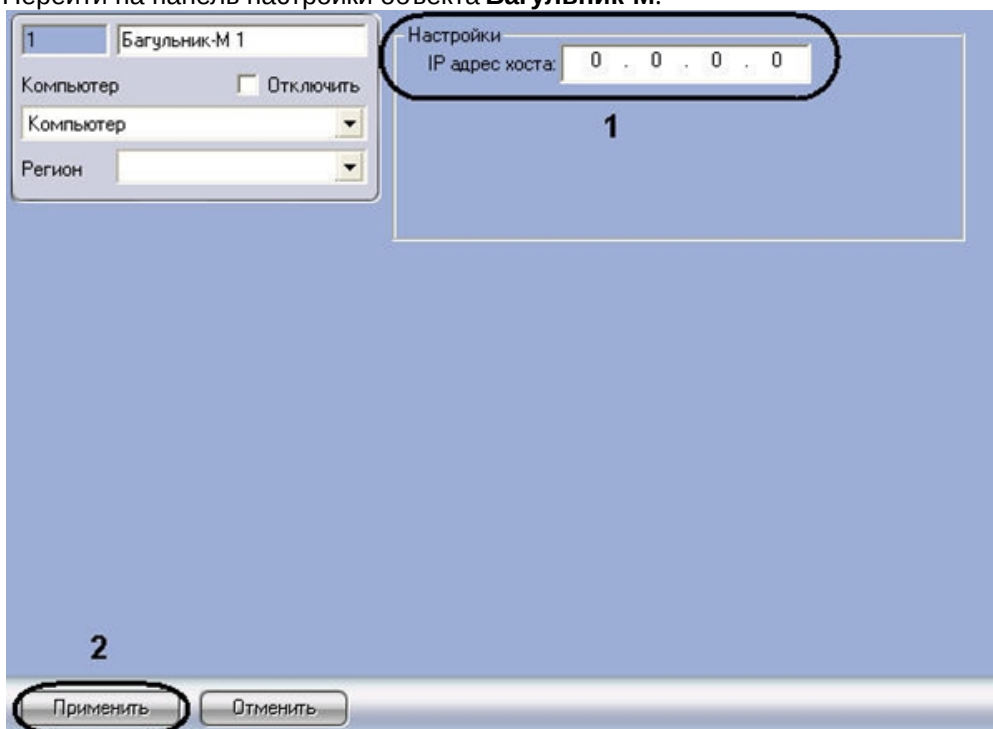 Перейти на панель настройки объекта Багульник-М.
1 Багульник-М 1
Компьютер Отключить
Компьютер
Регион
Настройки
IP адрес хоста: 0 . 0 . 0 . 0
1
2
Применить Отменить